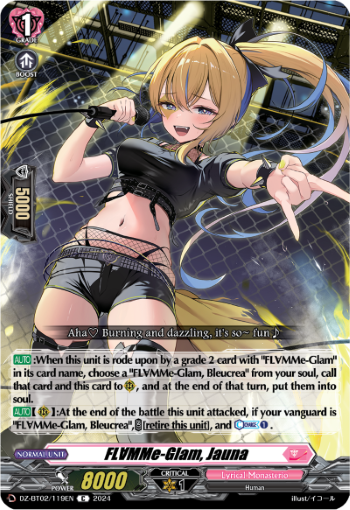 1
GRADE
BOOST
5000
SHIELD
Aha♡ Burning and dazzling, it's so~ fun♪
AUTO :When this unit is rode upon by a grade 2 card with "FLVMMe-Glam"
in its card name, choose a "FLVMMe-Glam, Bleucrea" from your soul, call
that card and this card to RC, and at the end of that turn, put them into
soul.
AUTO RC :At the end of the battle this unit attacked, if your vanguard is
"FLVMMe-Glam, Bleucrea", [retire this unit], and 1.
NORMAL UNIT
FLVMMe-Glam, Jauna
POWER 8000
CRITICAL
1
Lyrical Monasterio
Human
DZ-BT02/119EN C 2024
illust/イコール